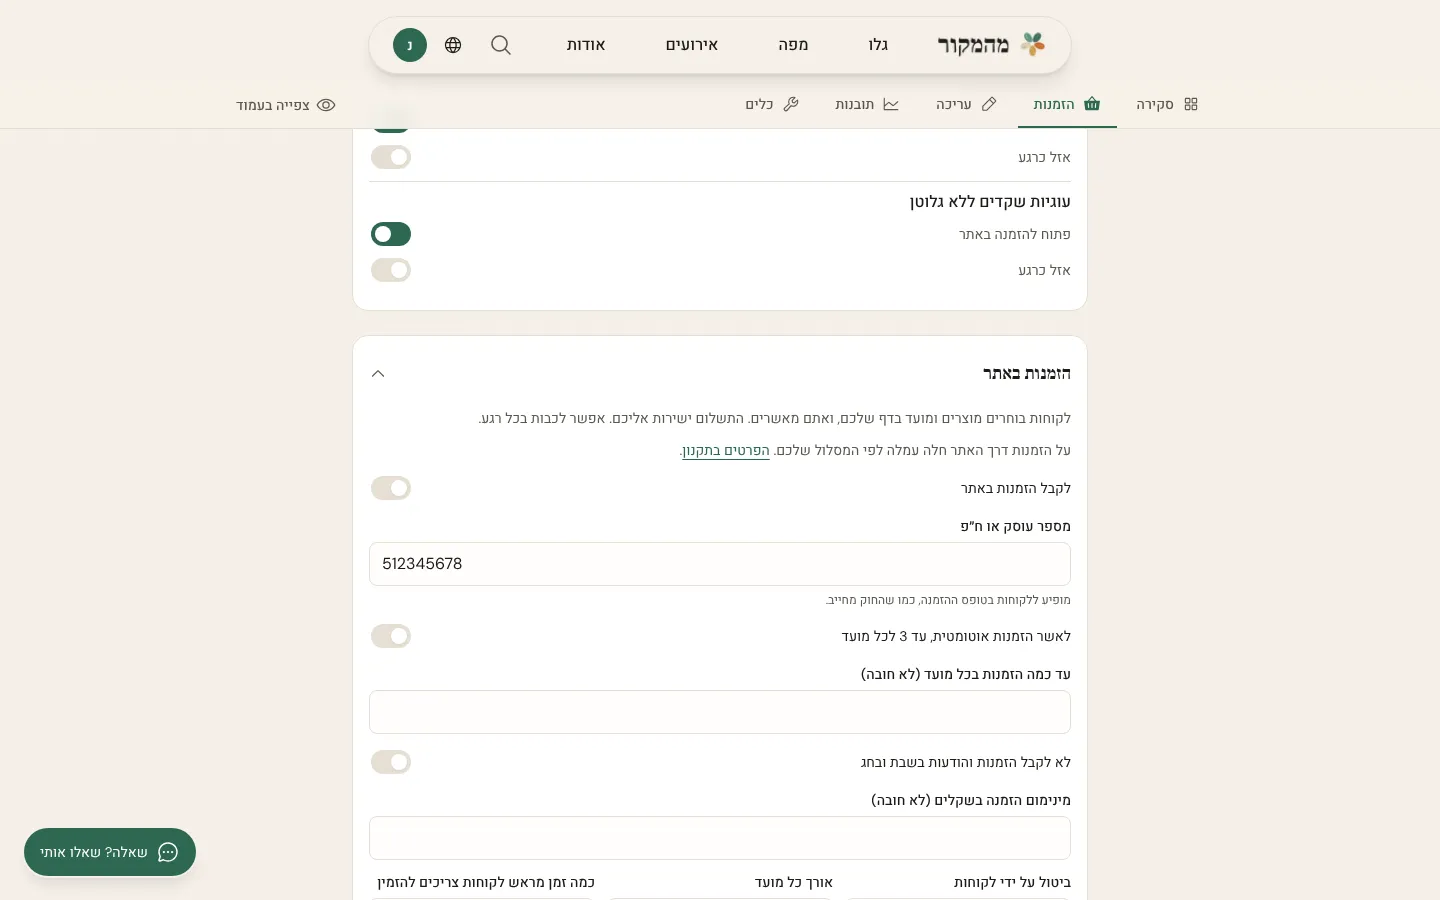 מהמקור
גלו
מפה
אירועים
אודות
נ
סקירה
הזמנות
עריכה
תובנות
כלים
צפייה בעמוד
אזל כרגע
עוגיות שקדים ללא גלוטן
פתוח להזמנה באתר
אזל כרגע
הזמנות באתר
לקוחות בוחרים מוצרים ומועד בדף שלכם, ואתם מאשרים. התשלום ישירות אליכם. אפשר לכבות בכל רגע.
על הזמנות דרך האתר חלה עמלה לפי המסלול שלכם. הפרטים בתקנון.
לקבל הזמנות באתר
מספר עוסק או ח״פ
512345678
מופיע ללקוחות בטופס ההזמנה, כמו שהחוק מחייב.
לאשר הזמנות אוטומטית, עד 3 לכל מועד
עד כמה הזמנות בכל מועד (לא חובה)
לא לקבל הזמנות והודעות בשבת ובחג
מינימום הזמנה בשקלים (לא חובה)
ביטול על ידי לקוחות
אורך כל מועד
כמה זמן מראש לקוחות צריכים להזמין
שאלה? שאלו אותי